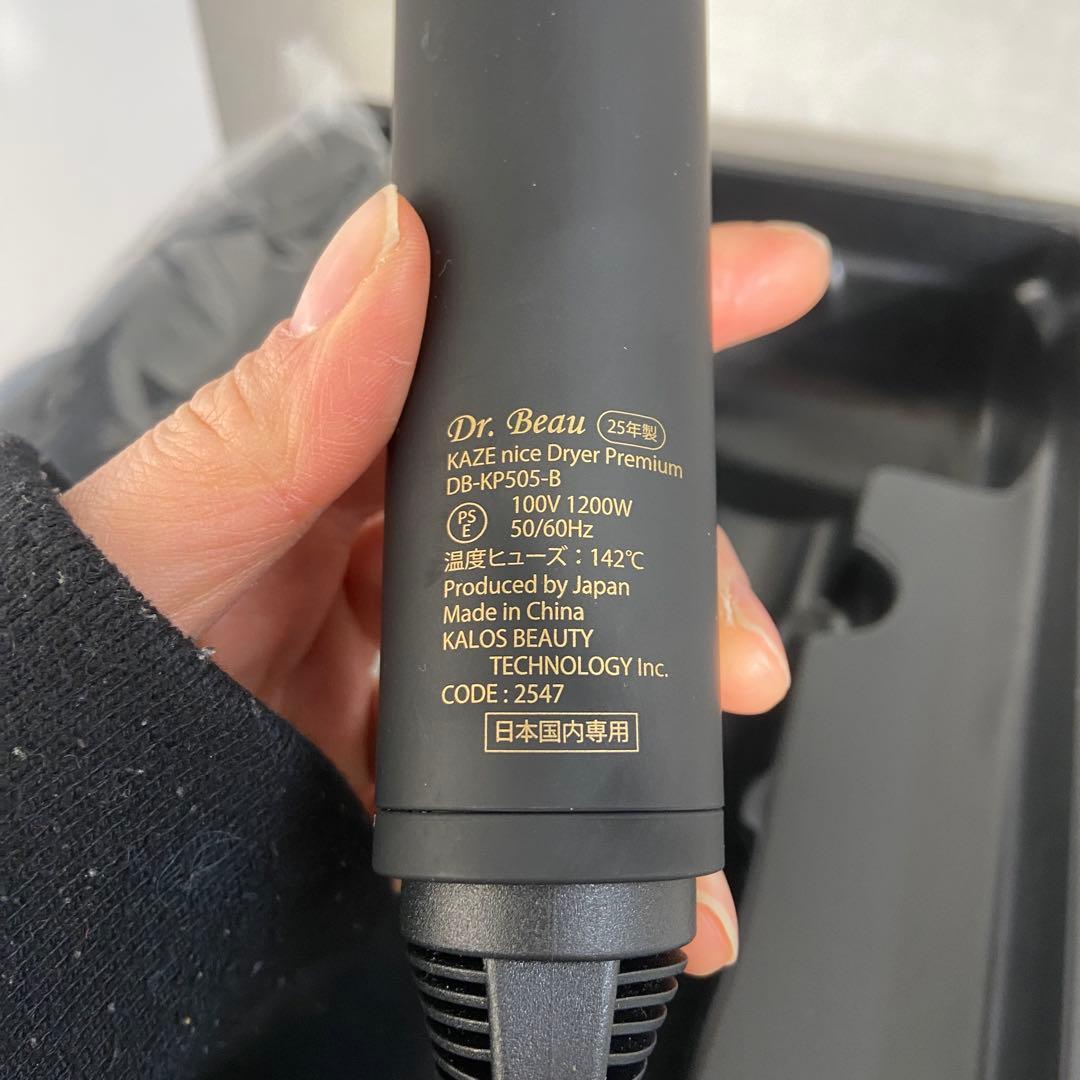 Dr. Beau 25年製
KAZE nice Dryer Premium
DB-KP505-B
PS
E
100V 1200W
50/60Hz
温度ヒューズ：142℃
Produced by Japan
Made in China
KALOS BEAUTY
TECHNOLOGY Inc.
CODE : 2547
日本国内専用